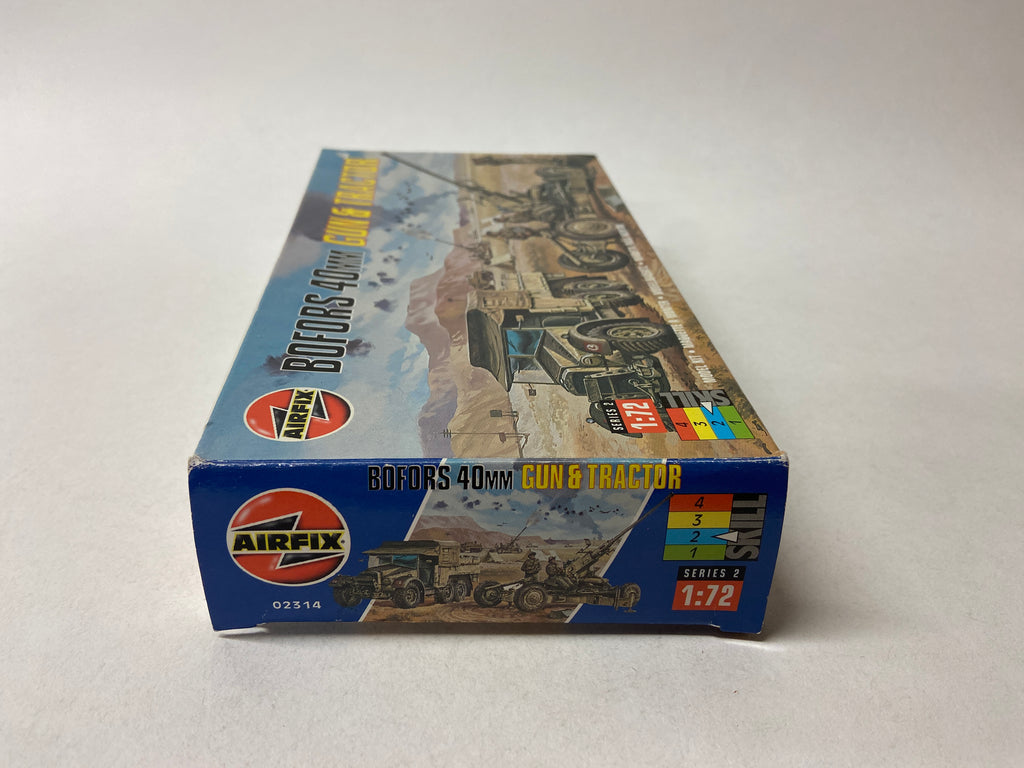 BOFORS 40MM GUN & TRACTOR
AIRFIX
SERIES 2
1:72
SKILL
4
3
2
1
BOFORS 40MM GUN & TRACTOR
AIRFIX
02314
4
3
2
1
SKILL
SERIES 2
1:72